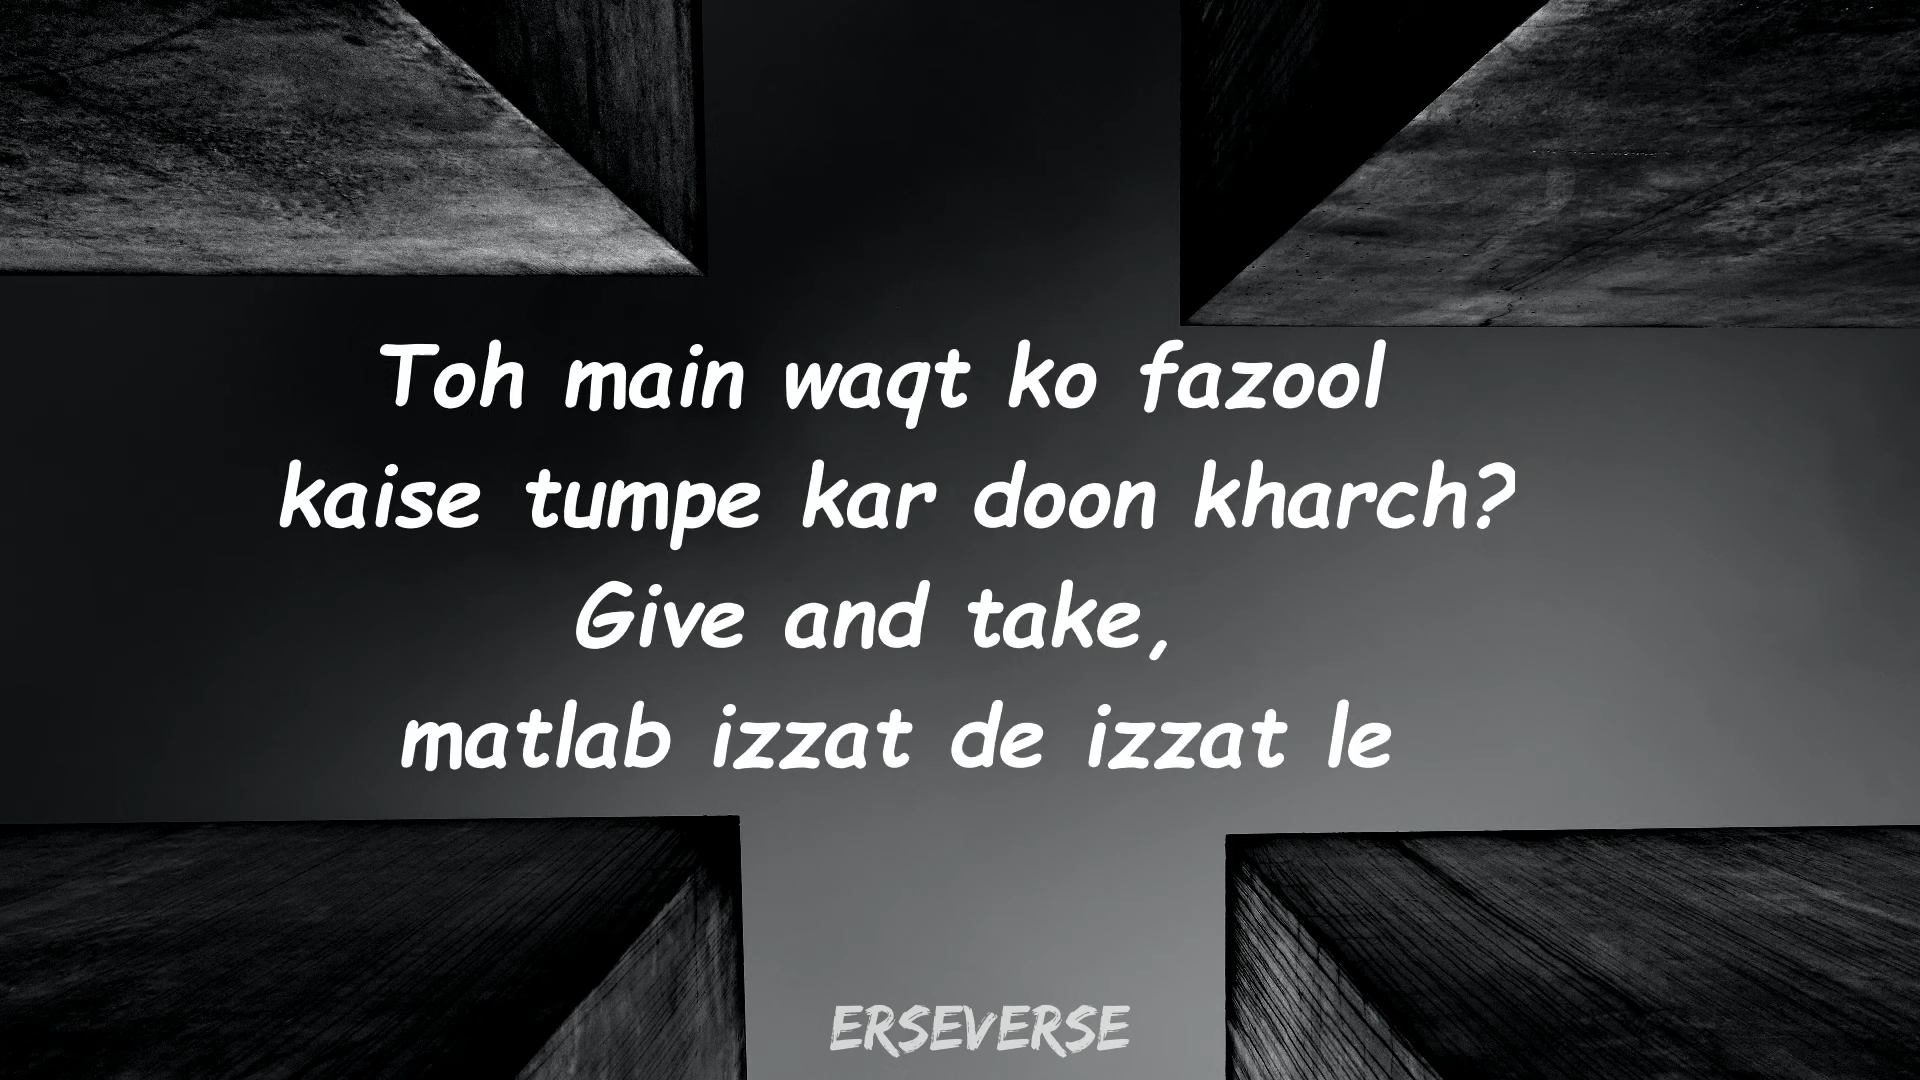 Toh main waqt ko fazool
kaise tumpe kar doon kharch?
Give and take,
matlab izzat de izzat le
ERSEVERSE